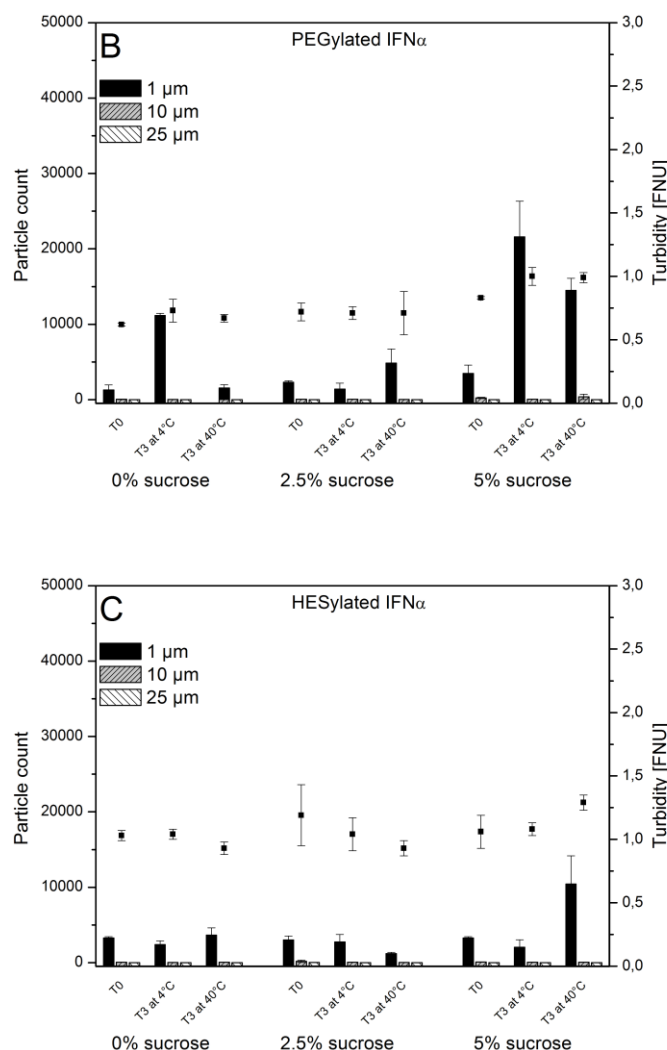 B
PEGylated IFNα
1 µm
10 µm
25 µm
Particle count
50000
40000
30000
20000
10000
0
Turbidity [FNU]
3,0
2,5
2,0
1,5
1,0
0,5
0,0
T0
T3 at 4°C
T3 at 40°C
T0
T3 at 4°C
T3 at 40°C
T0
T3 at 4°C
T3 at 40°C
0% sucrose
2.5% sucrose
5% sucrose
C
HESylated IFNα
1 µm
10 µm
25 µm
Particle count
50000
40000
30000
20000
10000
0
Turbidity [FNU]
3,0
2,5
2,0
1,5
1,0
0,5
0,0
T0
T3 at 4°C
T3 at 40°C
T0
T3 at 4°C
T3 at 40°C
T0
T3 at 4°C
T3 at 40°C
0% sucrose
2.5% sucrose
5% sucrose